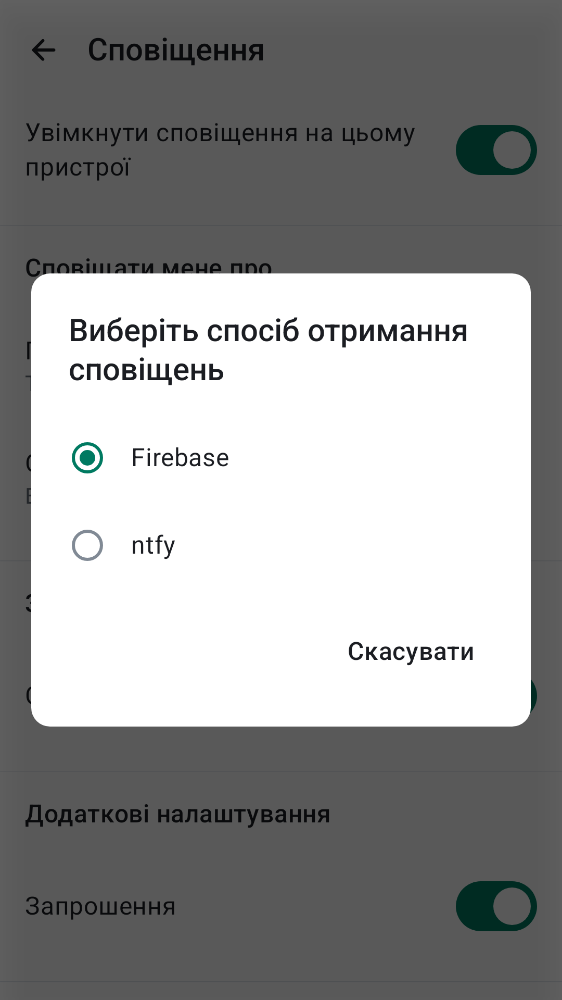 Сповіщення
Увімкнути сповіщення на цьому
пристрої
Сповіщати мене про
Виберіть спосіб отримання
сповіщень
Firebase
ntfy
Скасувати
Додаткові налаштування
Запрошення